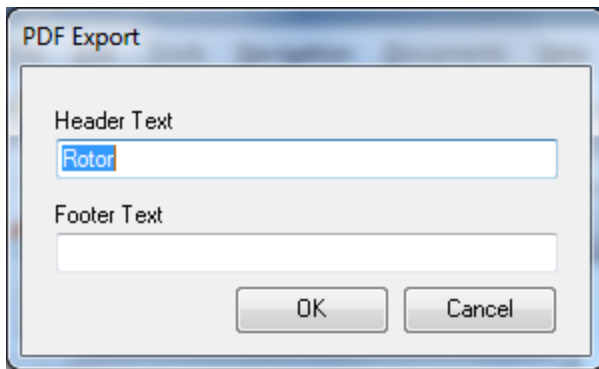 PDF Export
Header Text
Rotor
Footer Text
OK
Cancel